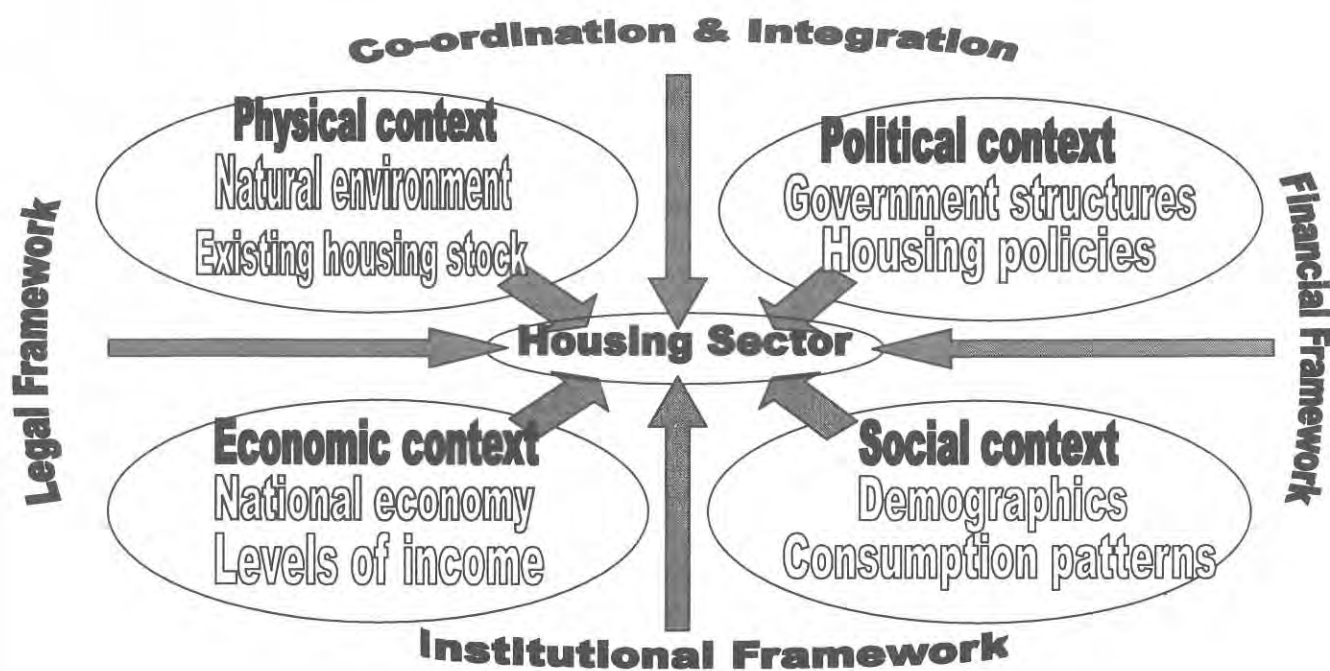 Co-ordination & Integration
Physical context
Natural environment
Existing housing stock
Political context
Government structures
Housing policies
Legal Framework
Financial Framework
Housing Sector
Economic context
National economy
Levels of income
Social context
Demographics
Consumption patterns
Institutional Framework